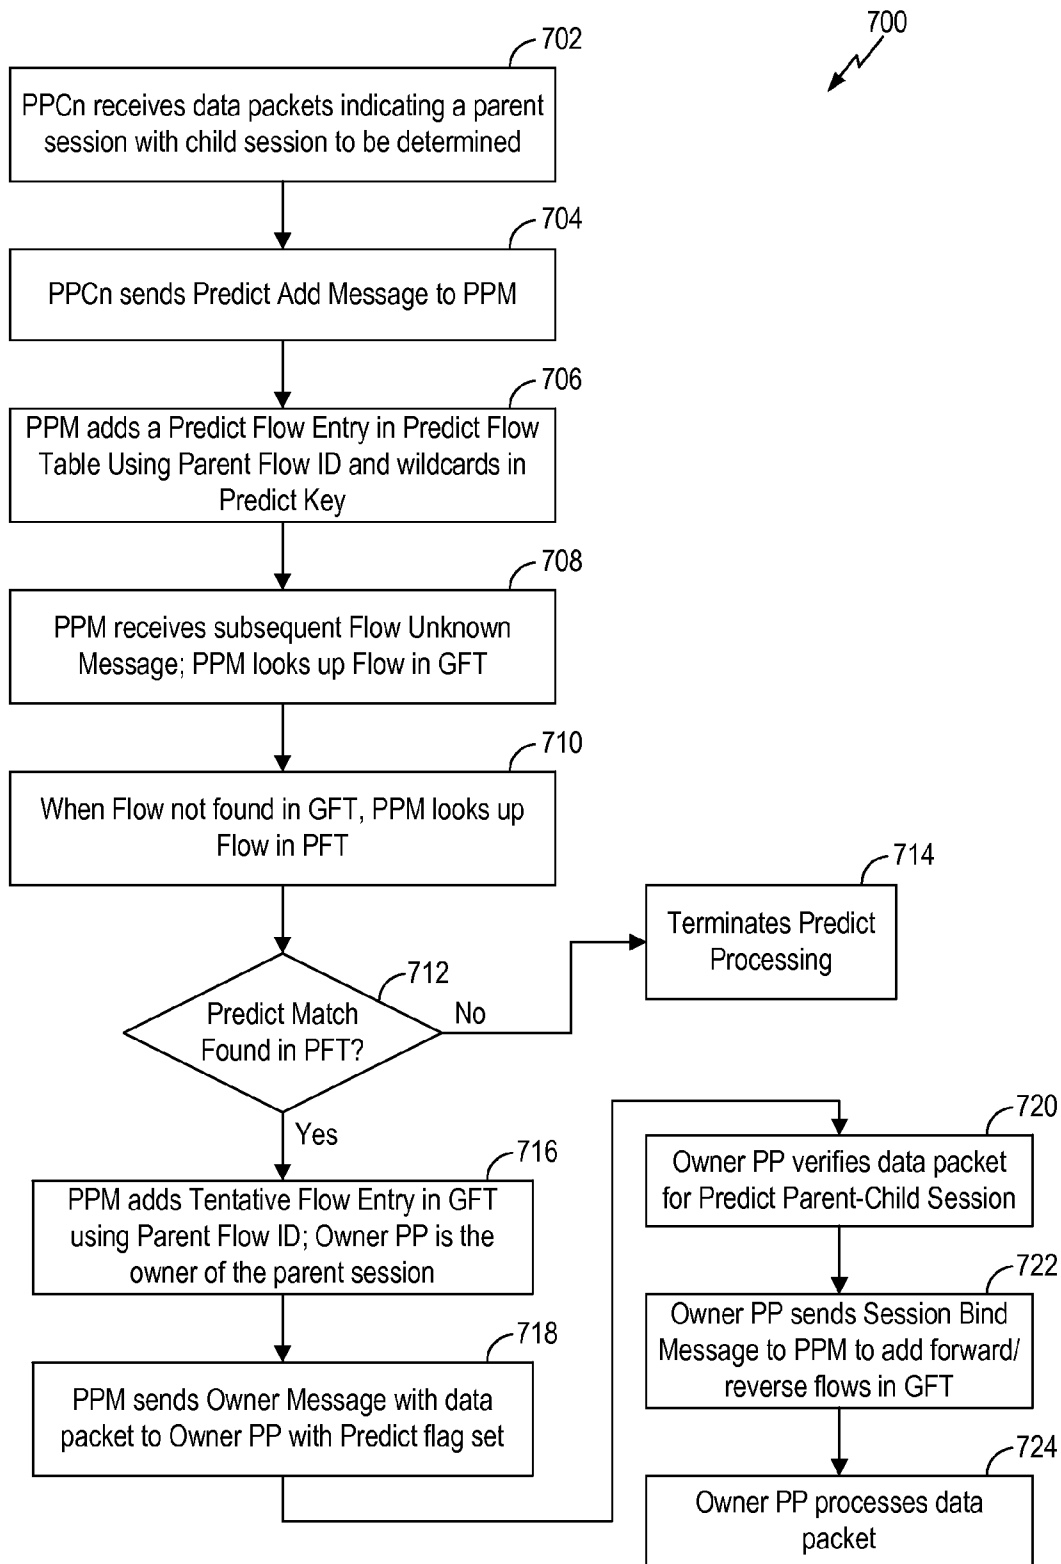 700
702
PPCn receives data packets indicating a parent
session with child session to be determined
704
PPCn sends Predict Add Message to PPM
706
PPM adds a Predict Flow Entry in Predict Flow
Table Using Parent Flow ID and wildcards in
Predict Key
708
PPM receives subsequent Flow Unknown
Message; PPM looks up Flow in GFT
710
When Flow not found in GFT, PPM looks up
Flow in PFT
712
Predict Match
Found in PFT?
No
714
Terminates Predict
Processing
Yes
716
PPM adds Tentative Flow Entry in GFT
using Parent Flow ID; Owner PP is the
owner of the parent session
718
PPM sends Owner Message with data
packet to Owner PP with Predict flag set
720
Owner PP verifies data packet
for Predict Parent-Child Session
722
Owner PP sends Session Bind
Message to PPM to add forward/
reverse flows in GFT
724
Owner PP processes data
packet